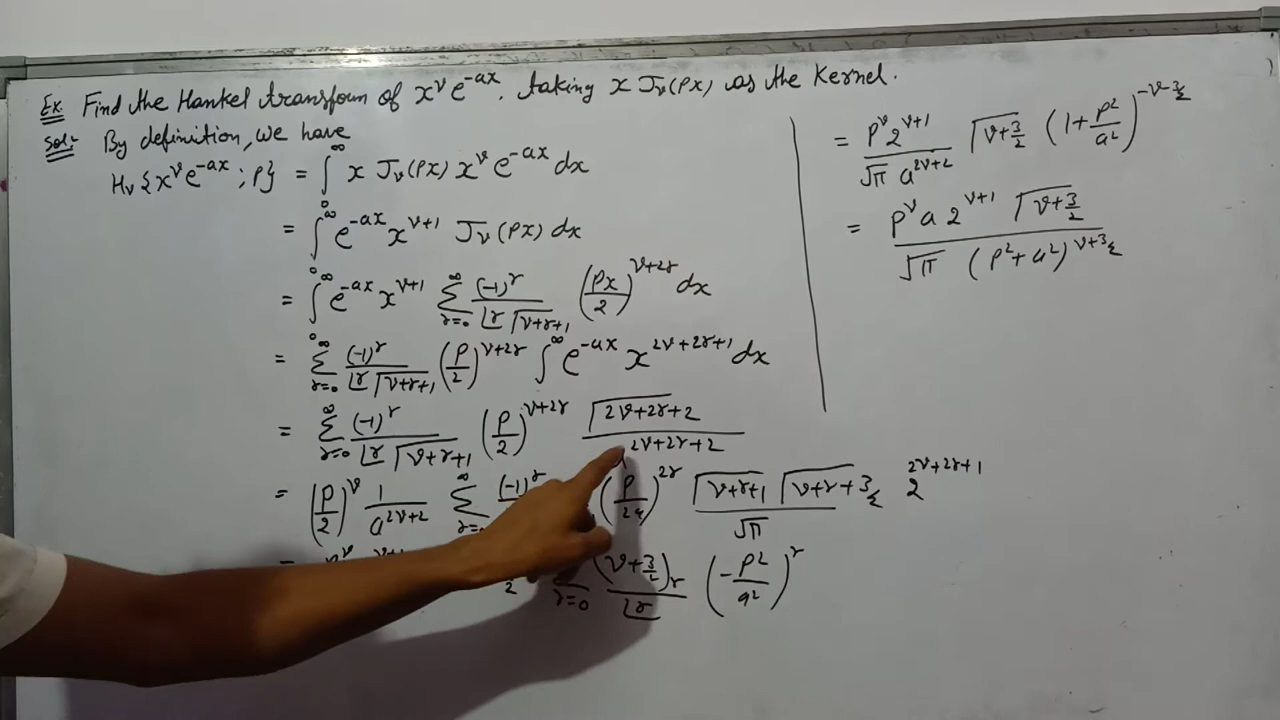 Ex. Find the Hankel transform of x^ν e^{-ax}, taking x J_ν(px) as the Kernel.
Sol: By definition, we have
H_ν{x^ν e^{-ax} ; p} = ∫_0^∞ x J_ν(px) x^ν e^{-ax} dx
= ∫_0^∞ e^{-ax} x^{ν+1} J_ν(px) dx
= ∫_0^∞ e^{-ax} x^{ν+1} Σ_{r=0}^∞ (-1)^r / (⌊r Γ(ν+r+1)) (px/2)^{ν+2r} dx
= Σ_{r=0}^∞ (-1)^r / (⌊r Γ(ν+r+1)) (p/2)^{ν+2r} ∫_0^∞ e^{-ax} x^{2ν+2r+1} dx
= Σ_{r=0}^∞ (-1)^r / (⌊r Γ(ν+r+1)) (p/2)^{ν+2r} Γ(2ν+2r+2) / 2ν+2r+2
= (p/2)^ν 1/a^{2ν+2} Σ_{r=0}^∞ (-1)^r (p/2a)^{2r} Γ(ν+r+1) Γ(ν+r+3/2) / √π 2^{2ν+2r+1}
= Σ_{r=0} (ν+3/2)_r / ⌊r (-p²/a²)^r
= p^ν 2^{ν+1} / (√π a^{2ν+2}) Γ(ν+3/2) (1+p²/a²)^{-ν-3/2}
= p^ν a 2^{ν+1} Γ(ν+3/2) / (√π (p²+a²)^{ν+3/2})